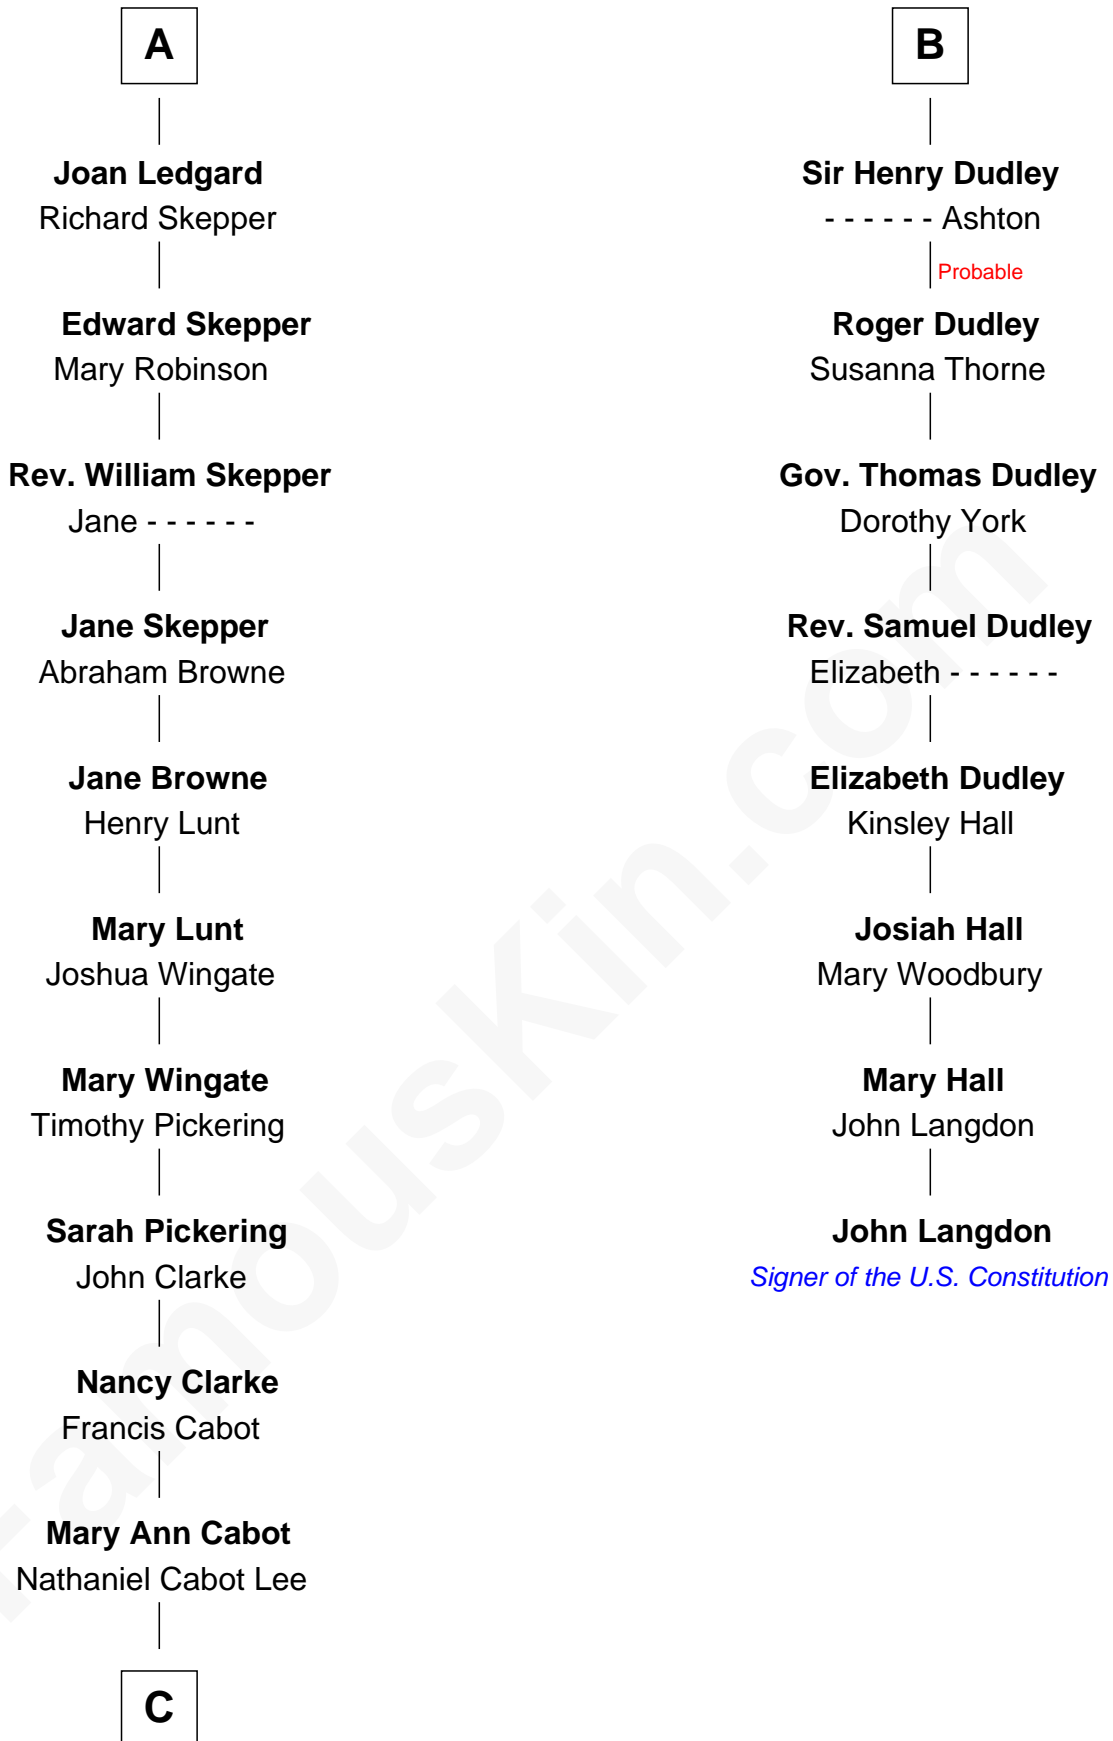 A
Joan Ledgard
Richard Skepper
Edward Skepper
Mary Robinson
Rev. William Skepper
Jane - - - - - -
Jane Skepper
Abraham Browne
Jane Browne
Henry Lunt
Mary Lunt
Joshua Wingate
Mary Wingate
Timothy Pickering
Sarah Pickering
John Clarke
Nancy Clarke
Francis Cabot
Mary Ann Cabot
Nathaniel Cabot Lee
C
B
Sir Henry Dudley
- - - - - - Ashton
Probable
Roger Dudley
Susanna Thorne
Gov. Thomas Dudley
Dorothy York
Rev. Samuel Dudley
Elizabeth - - - - - -
Elizabeth Dudley
Kinsley Hall
Josiah Hall
Mary Woodbury
Mary Hall
John Langdon
John Langdon
Signer of the U.S. Constitution
FamousKin.com